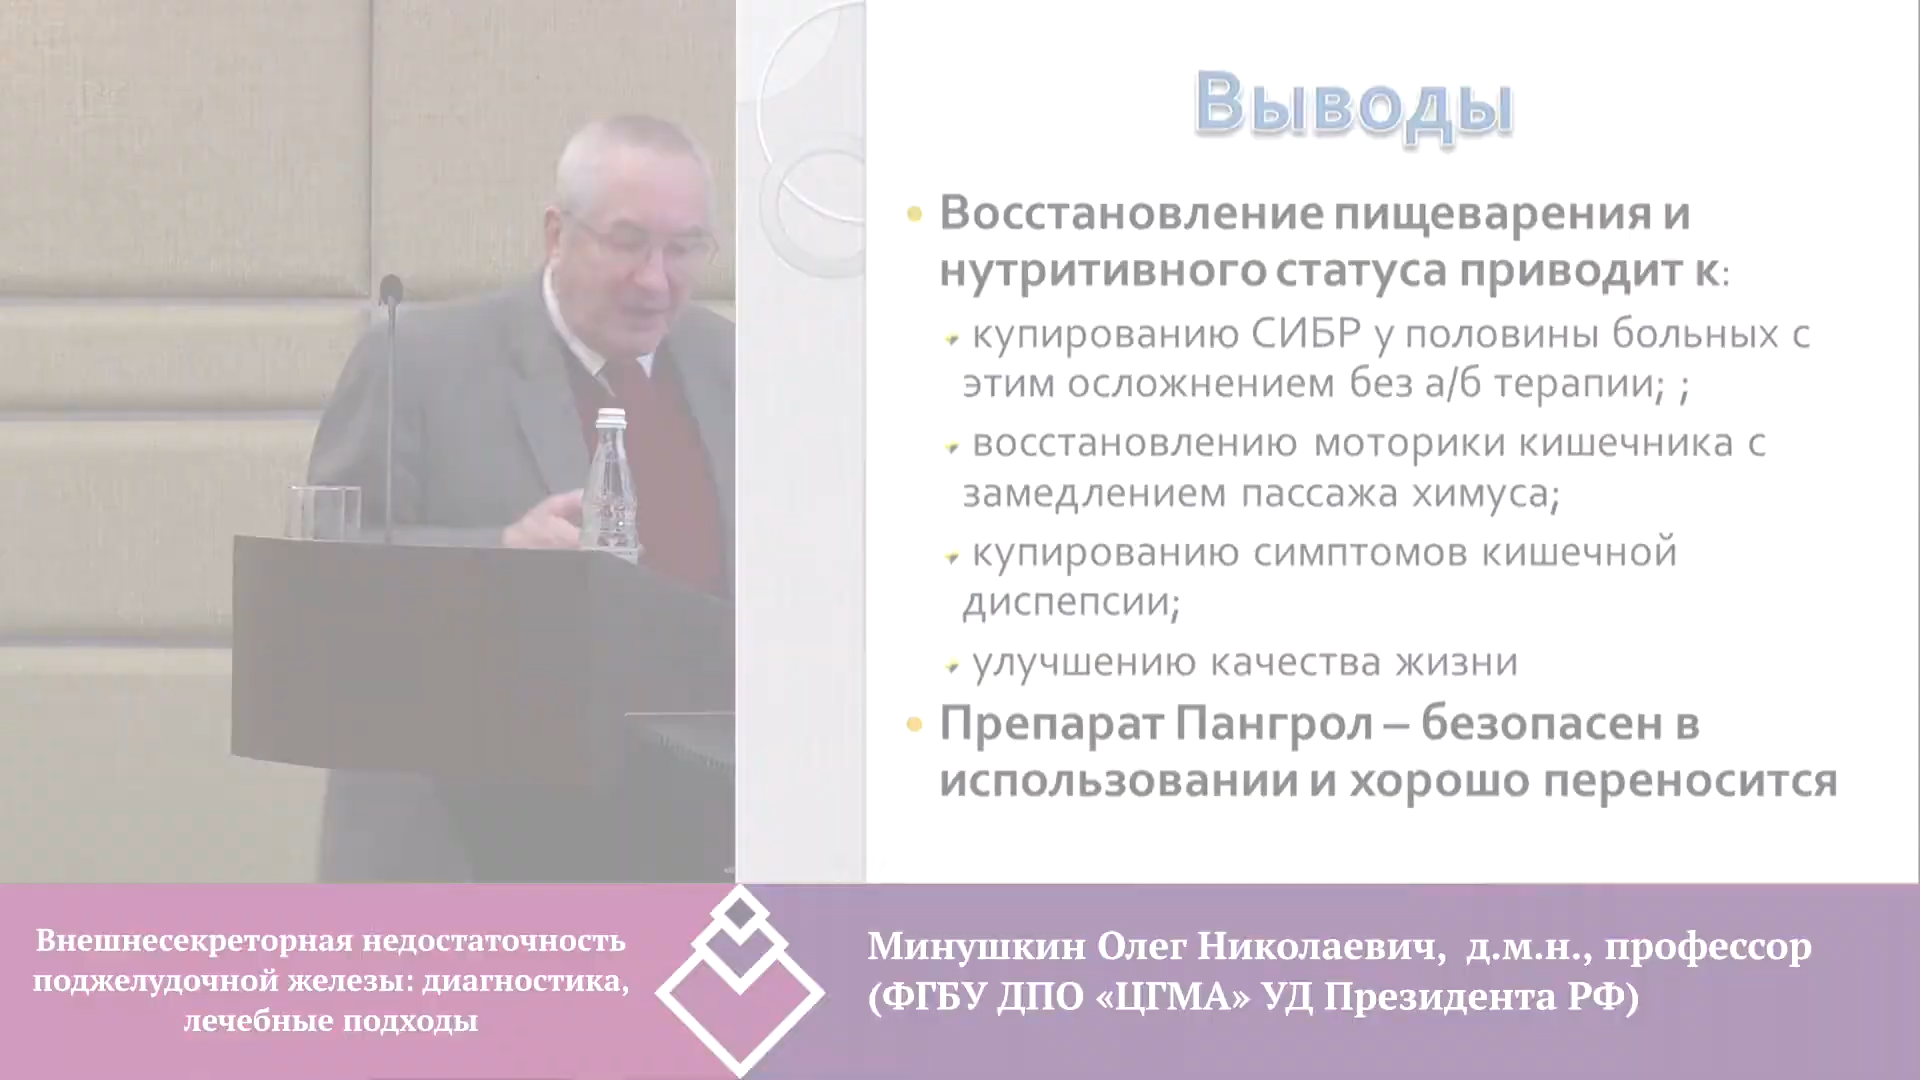 Выводы
• Восстановление пищеварения и
нутритивного статуса приводит к:
купированию СИБР у половины больных с
этим осложнением без а/б терапии; ;
восстановлению моторики кишечника с
замедлением пассажа химуса;
купированию симптомов кишечной
диспепсии;
улучшению качества жизни
• Препарат Пангрол – безопасен в
использовании и хорошо переносится
Внешнесекреторная недостаточность
поджелудочной железы: диагностика,
лечебные подходы
Минушкин Олег Николаевич, д.м.н., профессор
(ФГБУ ДПО «ЦГМА» УД Президента РФ)